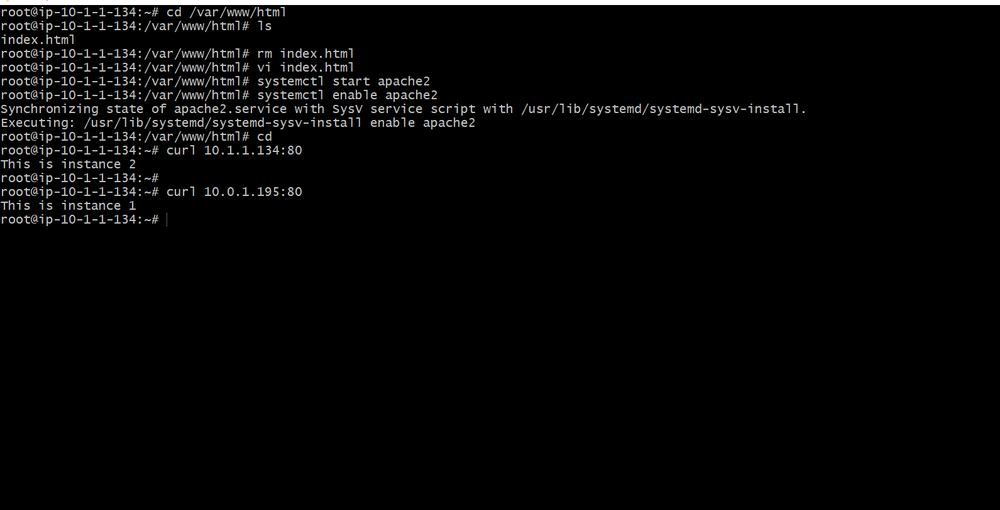 root@ip-10-1-1-134:~# cd /var/www/html
root@ip-10-1-1-134:/var/www/html# ls
index.html
root@ip-10-1-1-134:/var/www/html# rm index.html
root@ip-10-1-1-134:/var/www/html# vi index.html
root@ip-10-1-1-134:/var/www/html# systemctl start apache2
root@ip-10-1-1-134:/var/www/html# systemctl enable apache2
Synchronizing state of apache2.service with SysV service script with /usr/lib/systemd/systemd-sysv-install.
Executing: /usr/lib/systemd/systemd-sysv-install enable apache2
root@ip-10-1-1-134:/var/www/html# cd
root@ip-10-1-1-134:~# curl 10.1.1.134:80
This is instance 2
root@ip-10-1-1-134:~#
root@ip-10-1-1-134:~# curl 10.0.1.195:80
This is instance 1
root@ip-10-1-1-134:~#